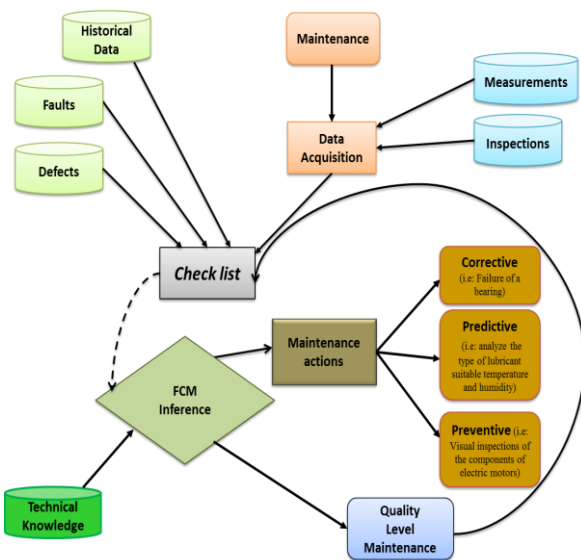 Historical
Data
Maintenance
Measurements
Faults
Data
Acquisition
Inspections
Defects
Check list
Corrective
(i.e: Failure of a
bearing)
Predictive
(i.e: analyze the
type of lubricant
suitable temperature
and humidity)
Maintenance
actions
FCM
Inference
Preventive (i.e:
Visual inspections of
the components of
electric motors)
Technical
Knowledge
Quality
Level
Maintenance